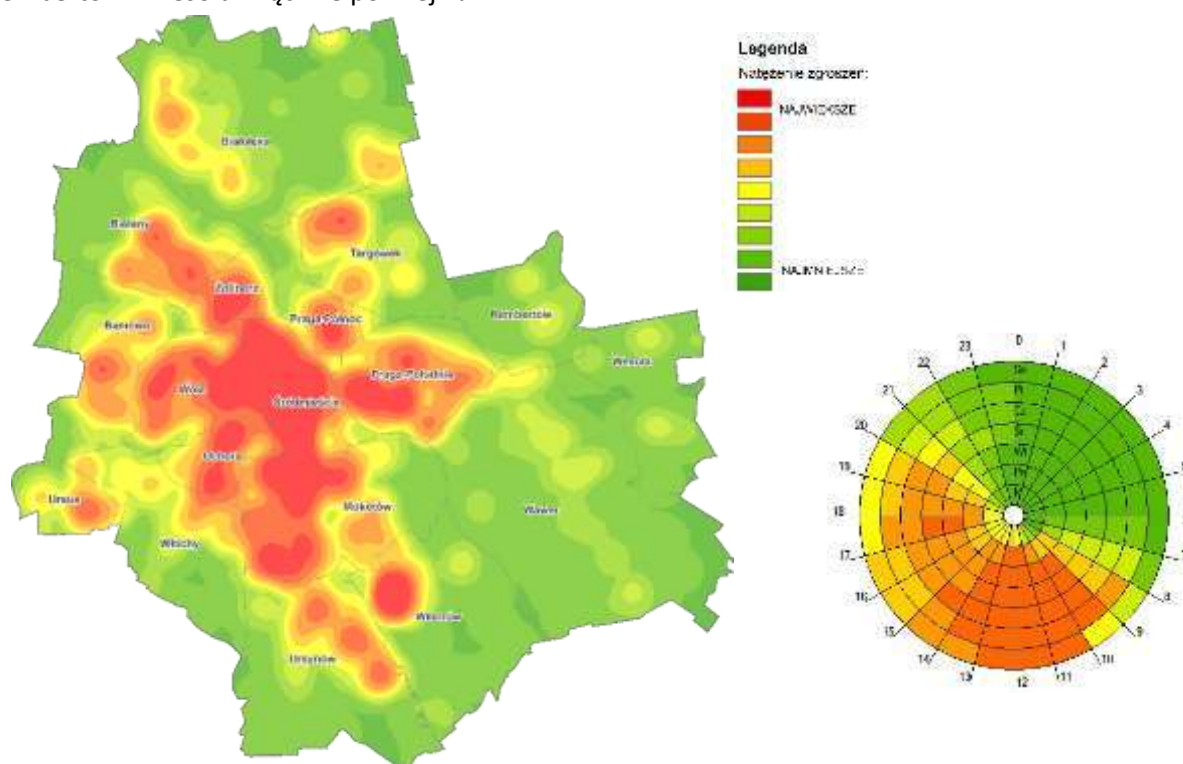 Legenda
Natężenie zgłoszeń:
NAJWIĘKSZE
NAJMNIEJSZE
Białołęka
Bielany
Targówek
Żoliborz
Bemowo
Praga-Północ
Rembertów
Wesoła
Praga-Południe
Wola
Śródmieście
Ochota
Ursus
Mokotów
Wawer
Włochy
Wilanów
Ursynów
0
23
1
22
2
21
3
20
4
19
18
17
16
8
15
9
14
10
13
12
11